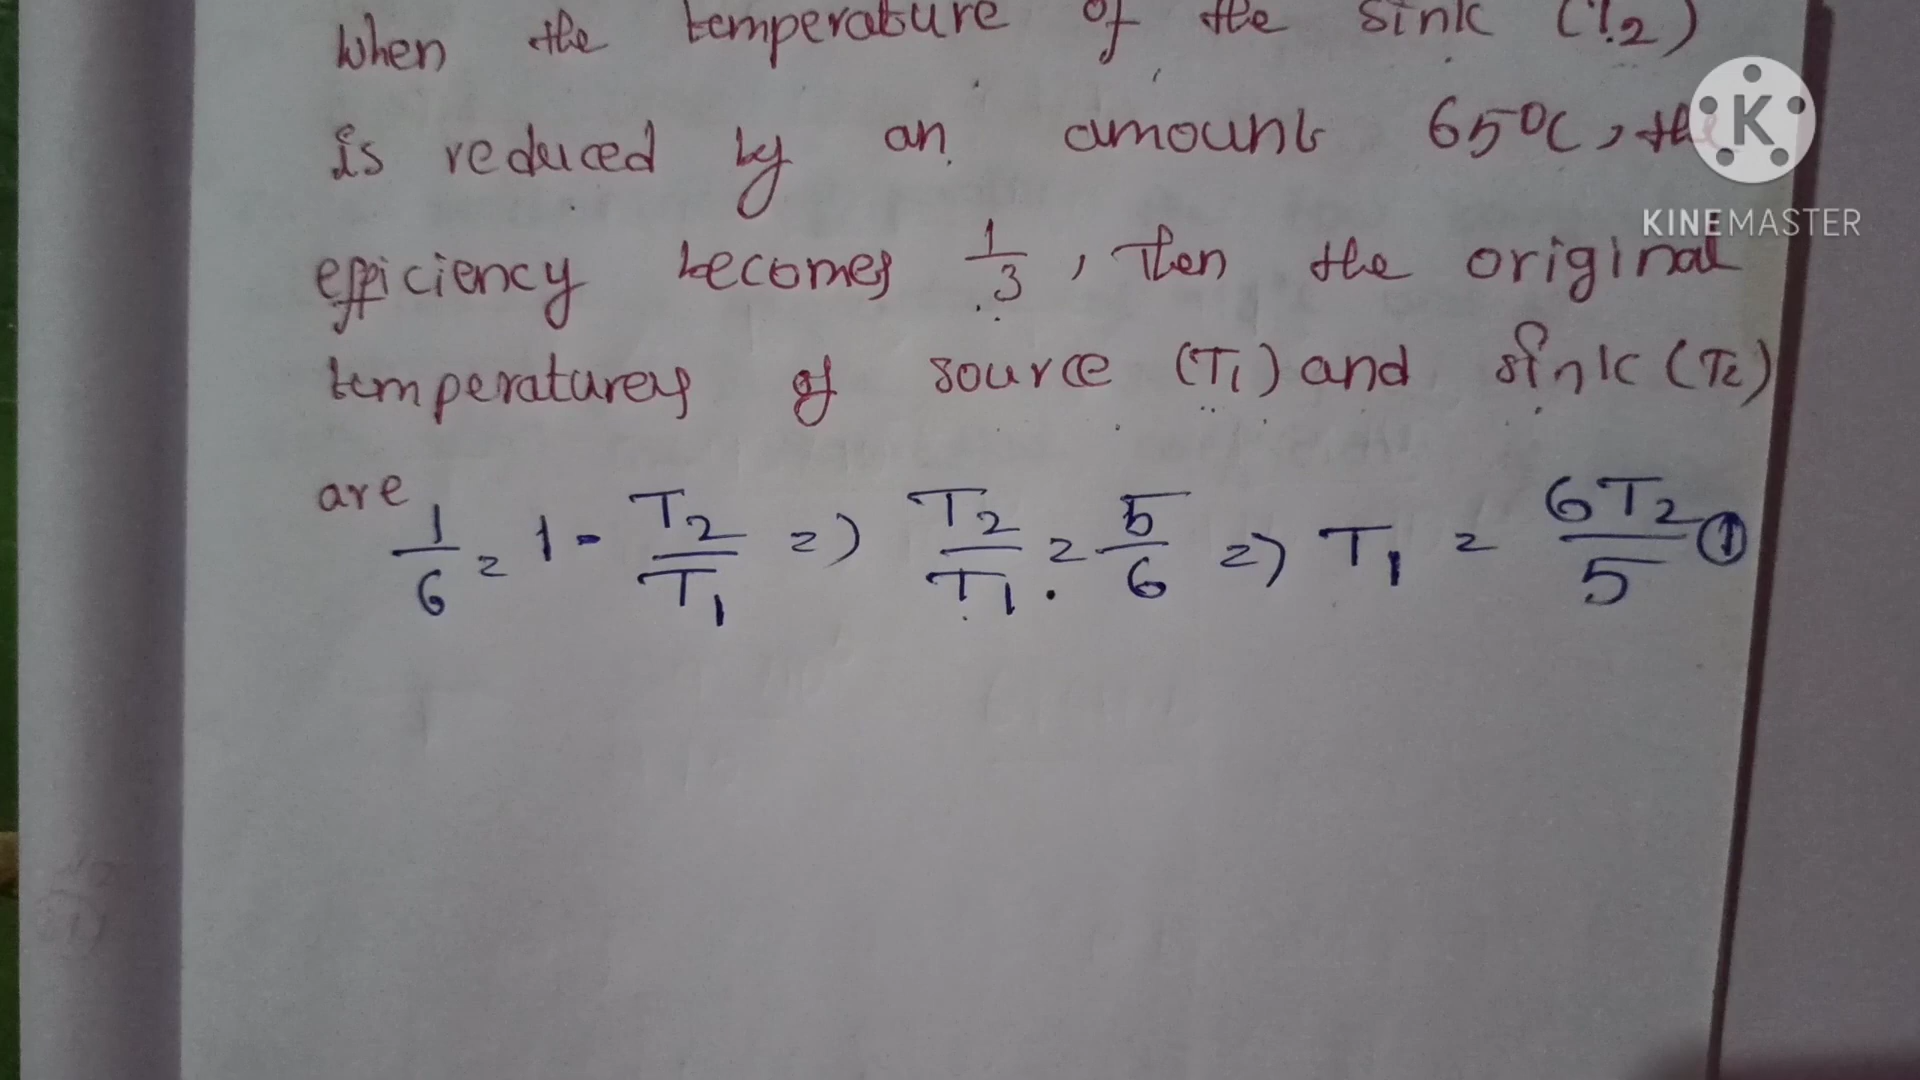 When the temperature of the sink (T2)
is reduced by an amount 65°C, the
efficiency becomes 1/3, Then the original
temperatures of source (T1) and sink (T2)
are
1/6 = 1 - T2/T1 => T2/T1 = 5/6 => T1 = 6T2/5 ①
K
KINEMASTER